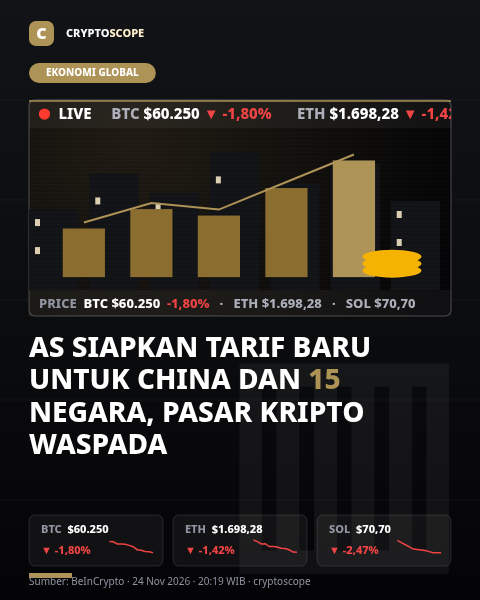 C CRYPTOSCOPE
EKONOMI GLOBAL
LIVE BTC $60.250 ▼ -1,80% ETH $1.698,28 ▼ -1,42
PRICE BTC $60.250 -1,80% · ETH $1.698,28 · SOL $70,70
AS SIAPKAN TARIF BARU
UNTUK CHINA DAN 15
NEGARA, PASAR KRIPTO
WASPADA
BTC $60.250
▼ -1,80%
ETH $1.698,28
▼ -1,42%
SOL $70,70
▼ -2,47%
Sumber: BeInCrypto · 24 Nov 2026 · 20:19 WIB · cryptoscope